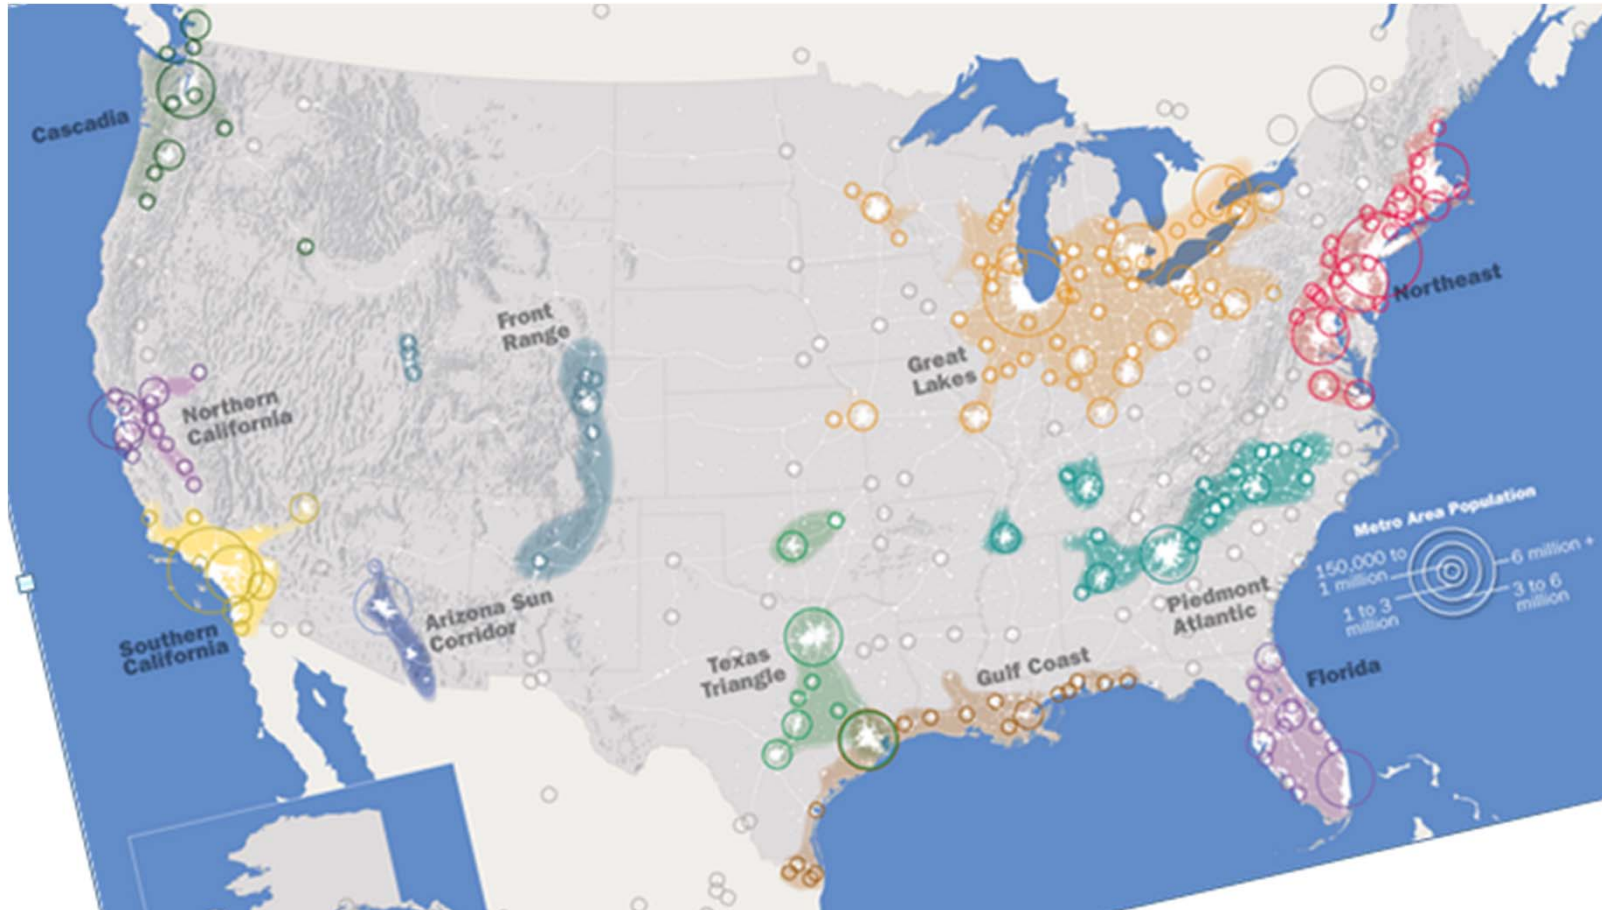 Cascadia
Northern
California
Southern
California
Arizona Sun
Corridor
Front
Range
Texas
Triangle
Gulf Coast
Great
Lakes
Piedmont
Atlantic
Florida
Northeast
Metro Area Population
150,000 to
1 million
1 to 3
million
6 million +
3 to 6
million